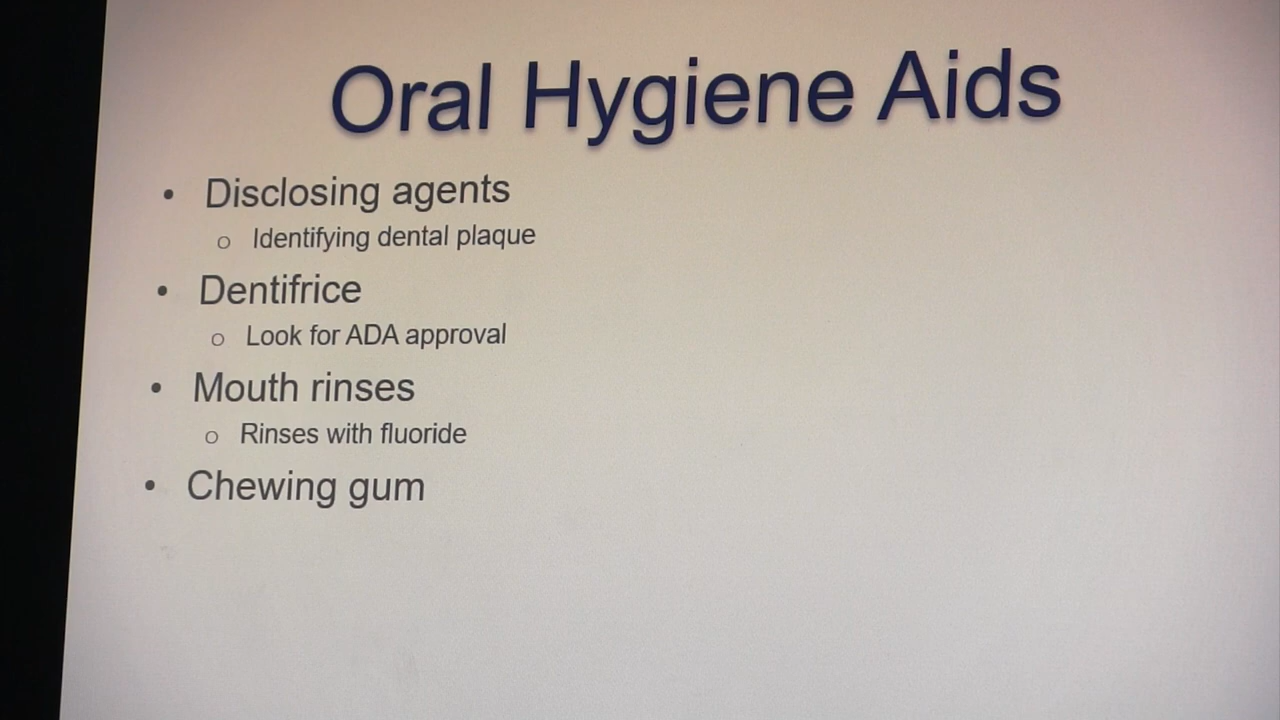 Oral Hygiene Aids
• Disclosing agents
o Identifying dental plaque
• Dentifrice
o Look for ADA approval
• Mouth rinses
o Rinses with fluoride
• Chewing gum